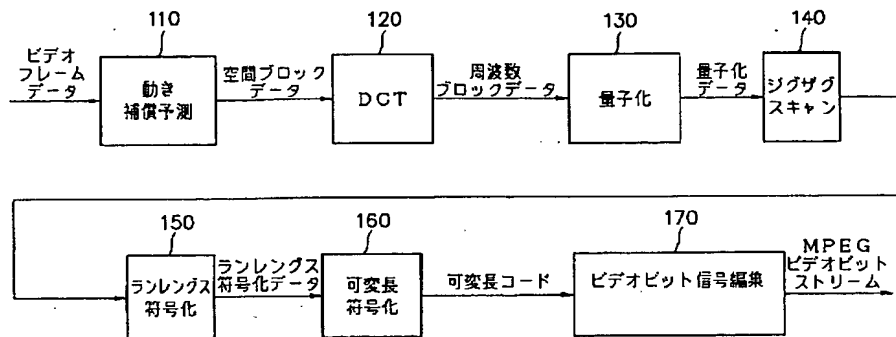 110
120
130
140
ビデオ
フレーム
データ
動き
補償予測
空間ブロック
データ
DCT
周波数
ブロックデータ
量子化
量子化
データ
ジグザグ
スキャン
150
160
170
ランレングス
符号化
ランレングス
符号化データ
可変長
符号化
可変長コード
ビデオビット信号編集
MPEG
ビデオビット
ストリーム